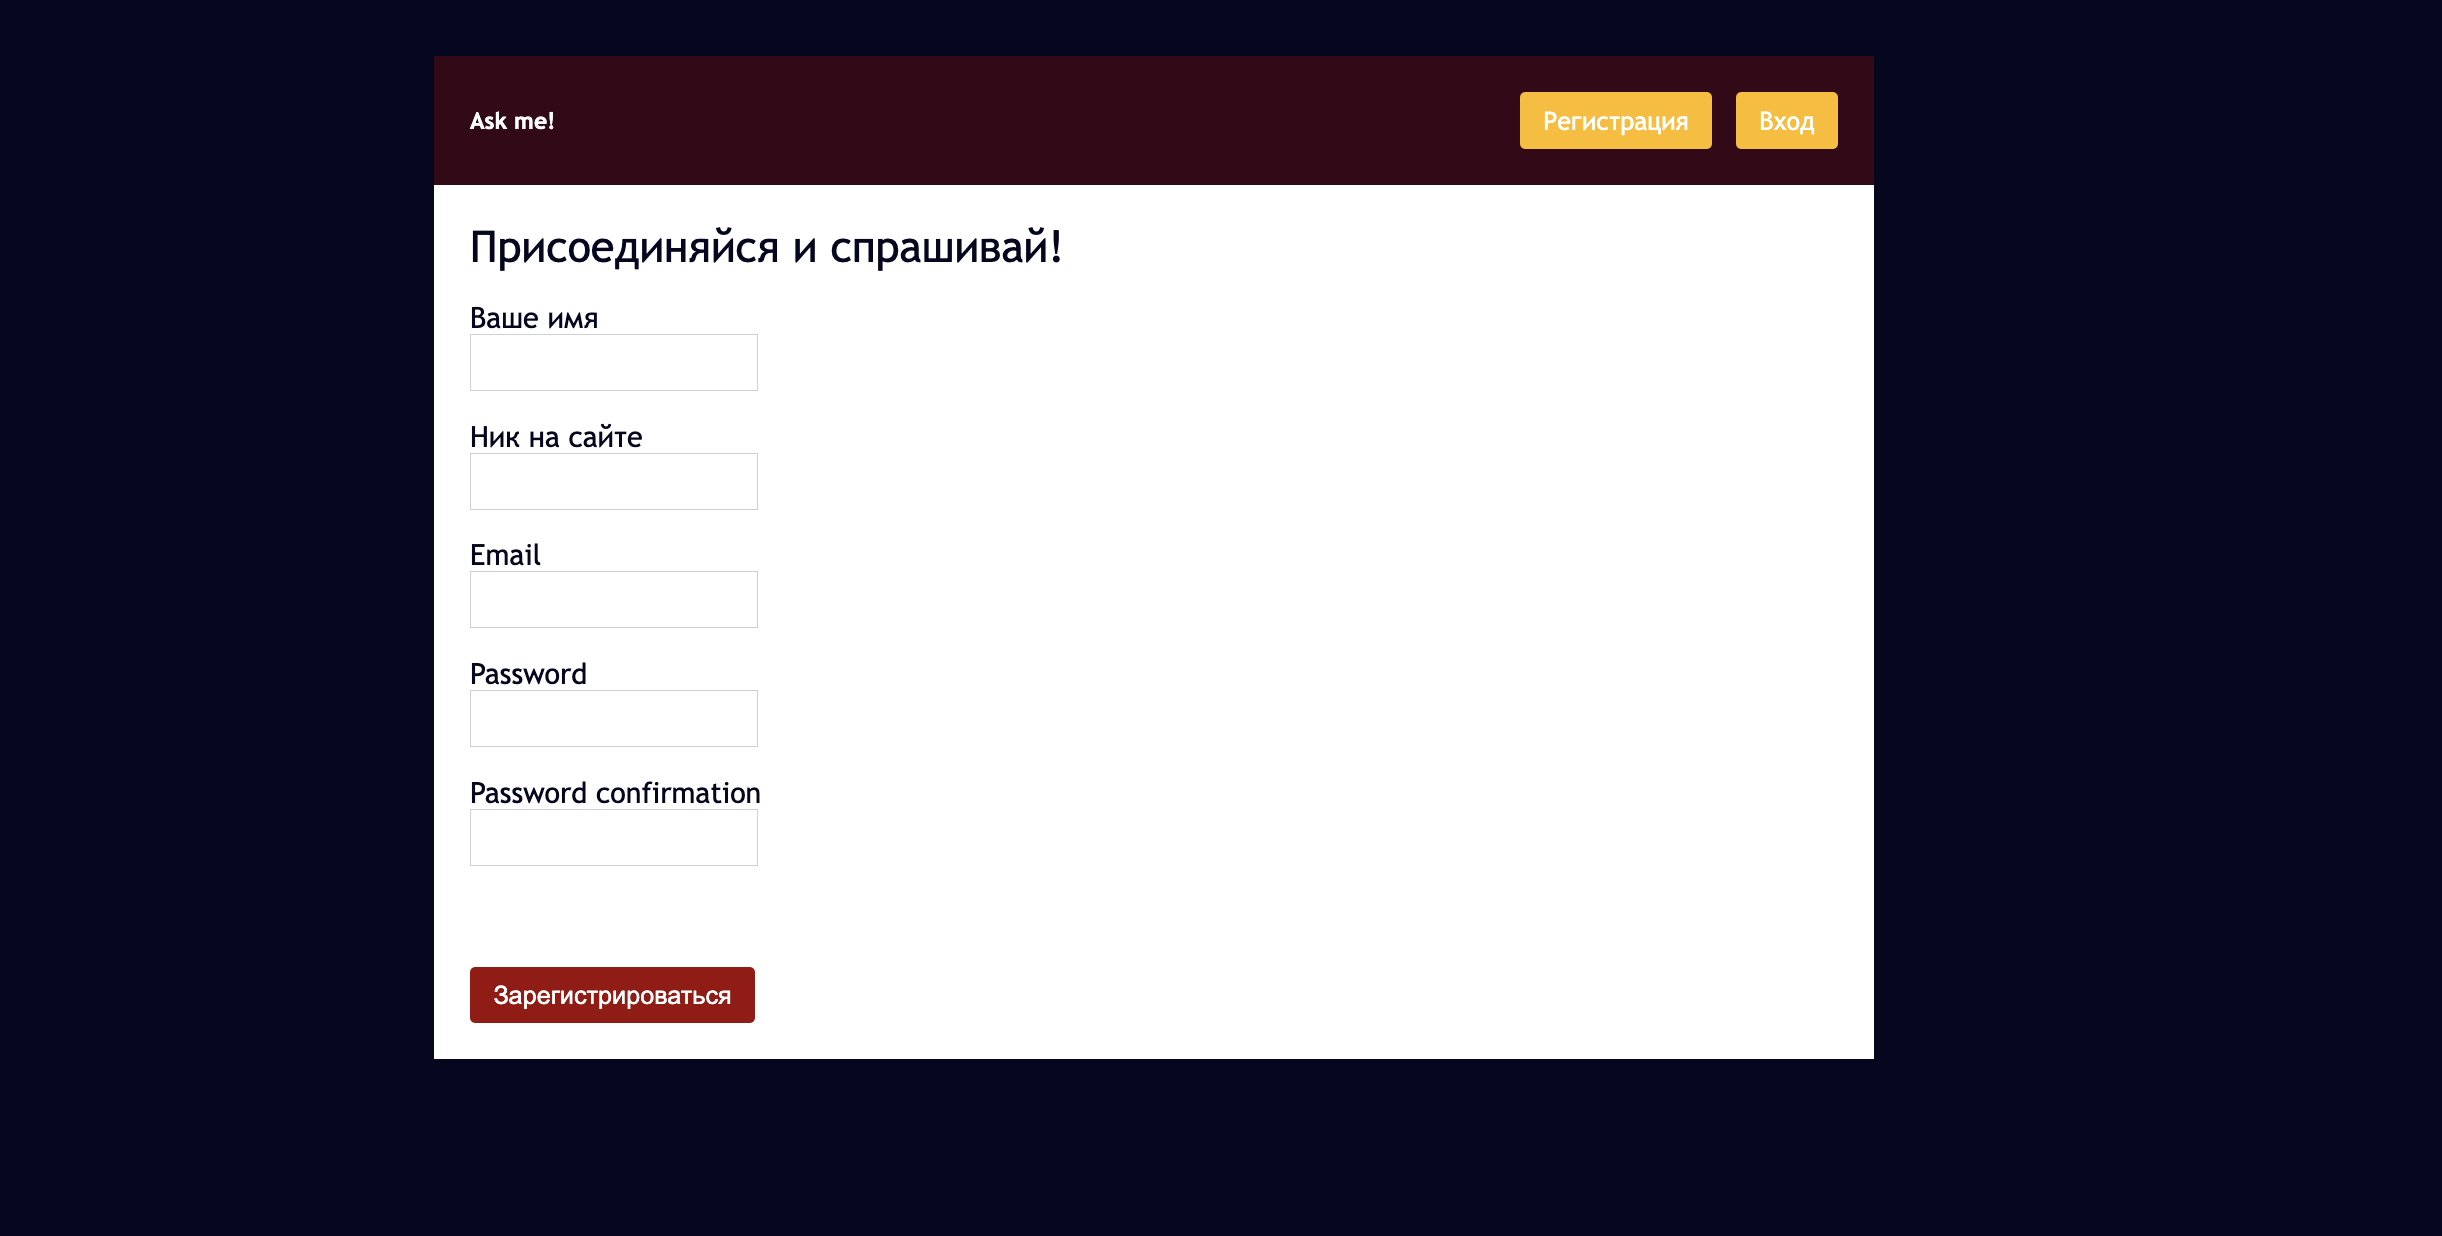 Ask me!
Регистрация
Вход
Присоединяйся и спрашивай!
Ваше имя
Ник на сайте
Email
Password
Password confirmation
Зарегистрироваться